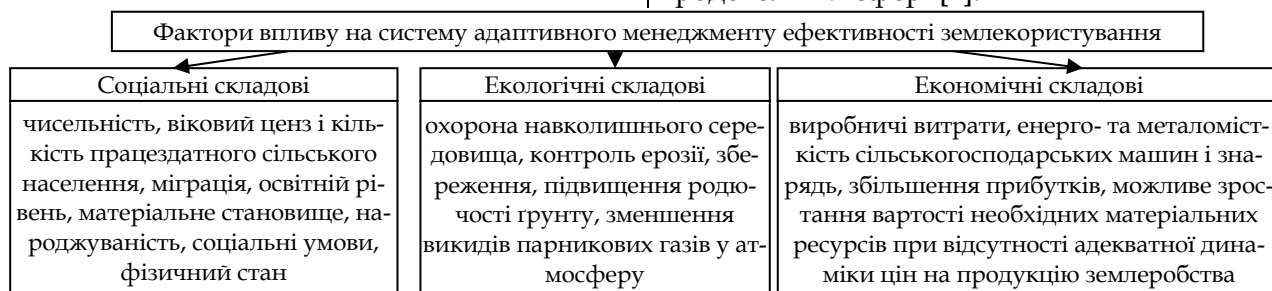 Фактори впливу на систему адаптивного менеджменту ефективності землекористування
Соціальні складові
чисельність, віковий ценз і кіль-
кість працездатного сільського
населення, міграція, освітній рі-
вень, матеріальне становище, на-
роджуваність, соціальні умови,
фізичний стан
Екологічні складові
охорона навколишнього сере-
довища, контроль ерозії, збе-
реження, підвищення родю-
чості ґрунту, зменшення
викидів парникових газів у ат-
мосферу
Економічні складові
виробничі витрати, енерго- та металоміст-
кість сільськогосподарських машин і зна-
рядь, збільшення прибутків, можливе зрос-
тання вартості необхідних матеріальних
ресурсів при відсутності адекватної дина-
міки цін на продукцію землеробства